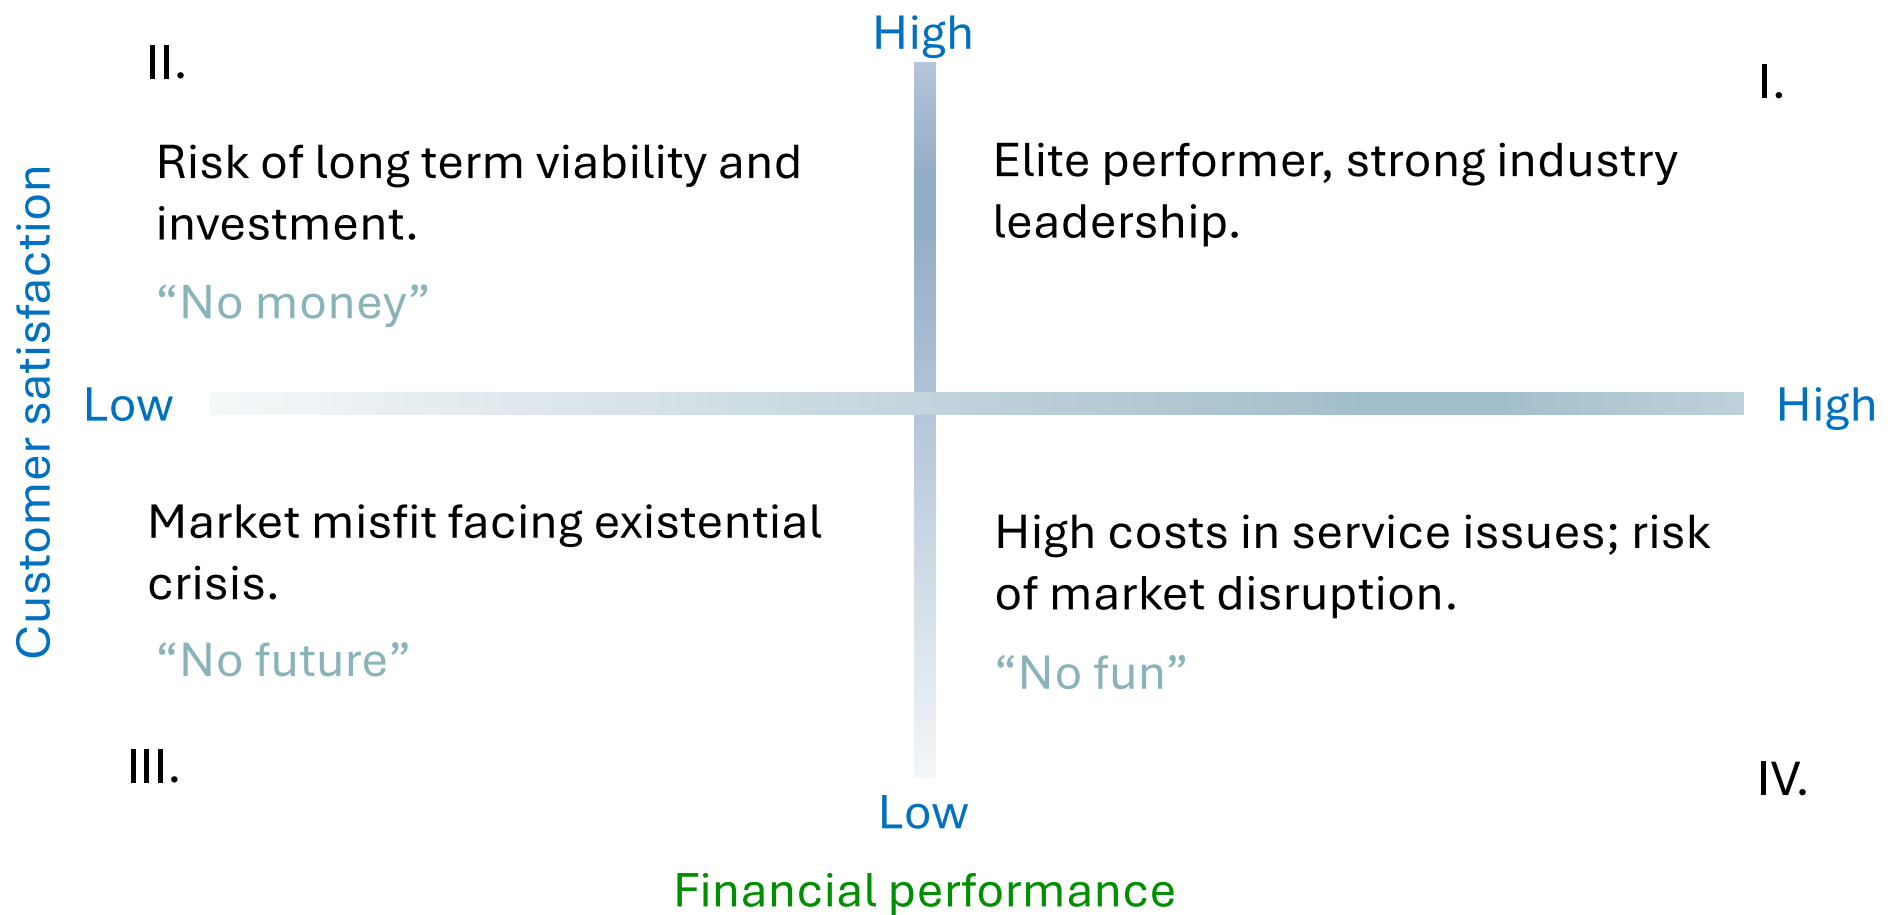 High
II.
I.
Risk of long term viability and
investment.
“No money”
Elite performer, strong industry
leadership.
Customer satisfaction
Low
High
Market misfit facing existential
crisis.
“No future”
High costs in service issues; risk
of market disruption.
“No fun”
III.
IV.
Low
Financial performance